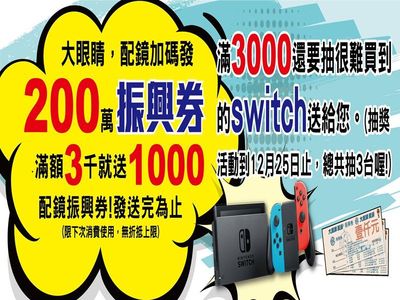 大眼睛，配鏡加碼發
200萬振興券
滿額3千就送1000
配鏡振興券!發送完為止
(限下次消費使用，無折抵上限)
滿3000還要抽很難買到
的switch送給您。(抽獎
活動到12月25日止，總共抽3台喔!)
NINTENDO
SWITCH
壹仟元